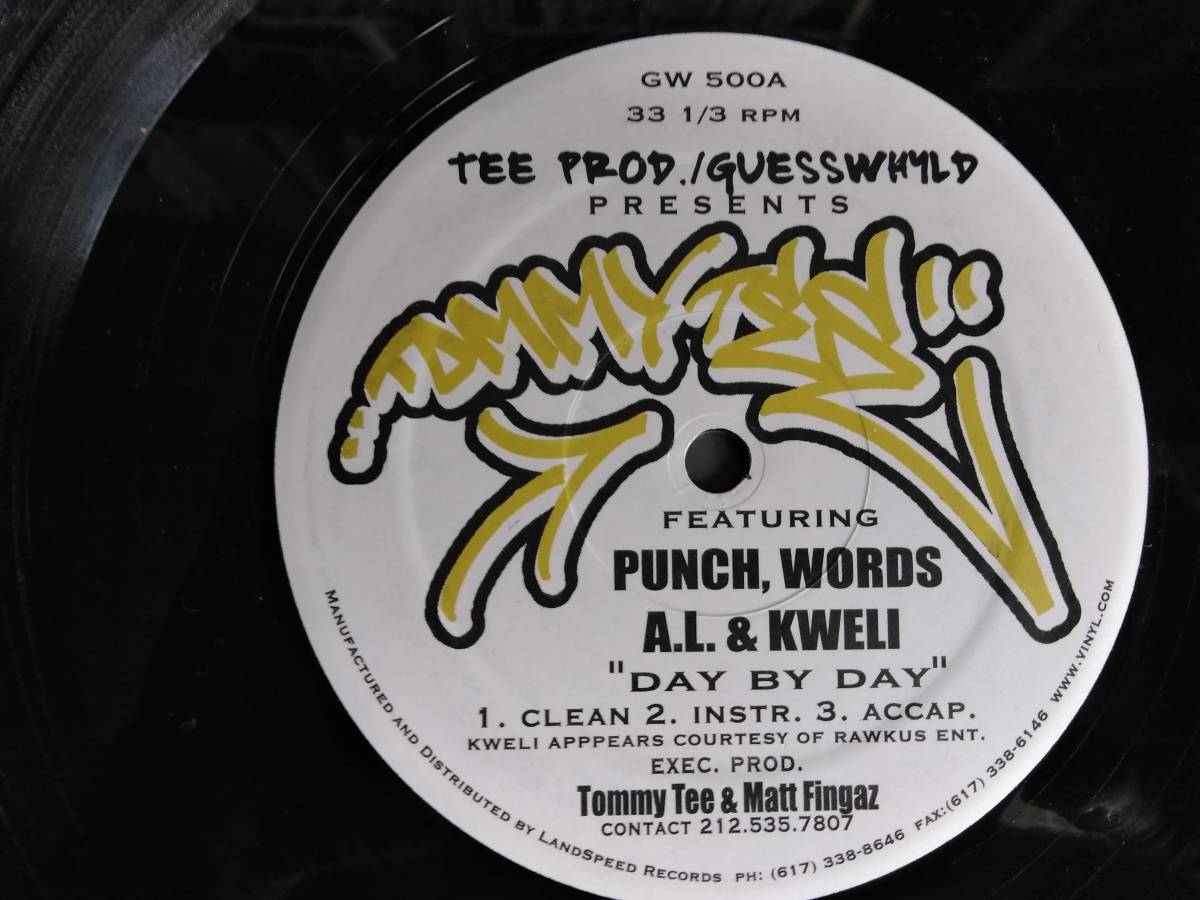 GW 500A
33 1/3 RPM
TEE PROD./GUESSWHYLD
PRESENTS
"TOMMY TEE"
FEATURING
PUNCH, WORDS
A.L. & KWELI
"DAY BY DAY"
1. CLEAN 2. INSTR. 3. ACCAP.
KWELI APPPEARS COURTESY OF RAWKUS ENT.
EXEC. PROD.
Tommy Tee & Matt Fingaz
CONTACT 212.535.7807
MANUFACTURED AND DISTRIBUTED BY LANDSPEED RECORDS PH: (617) 338-8646 FAX:(617) 338-6146 WWW.VINYL.COM